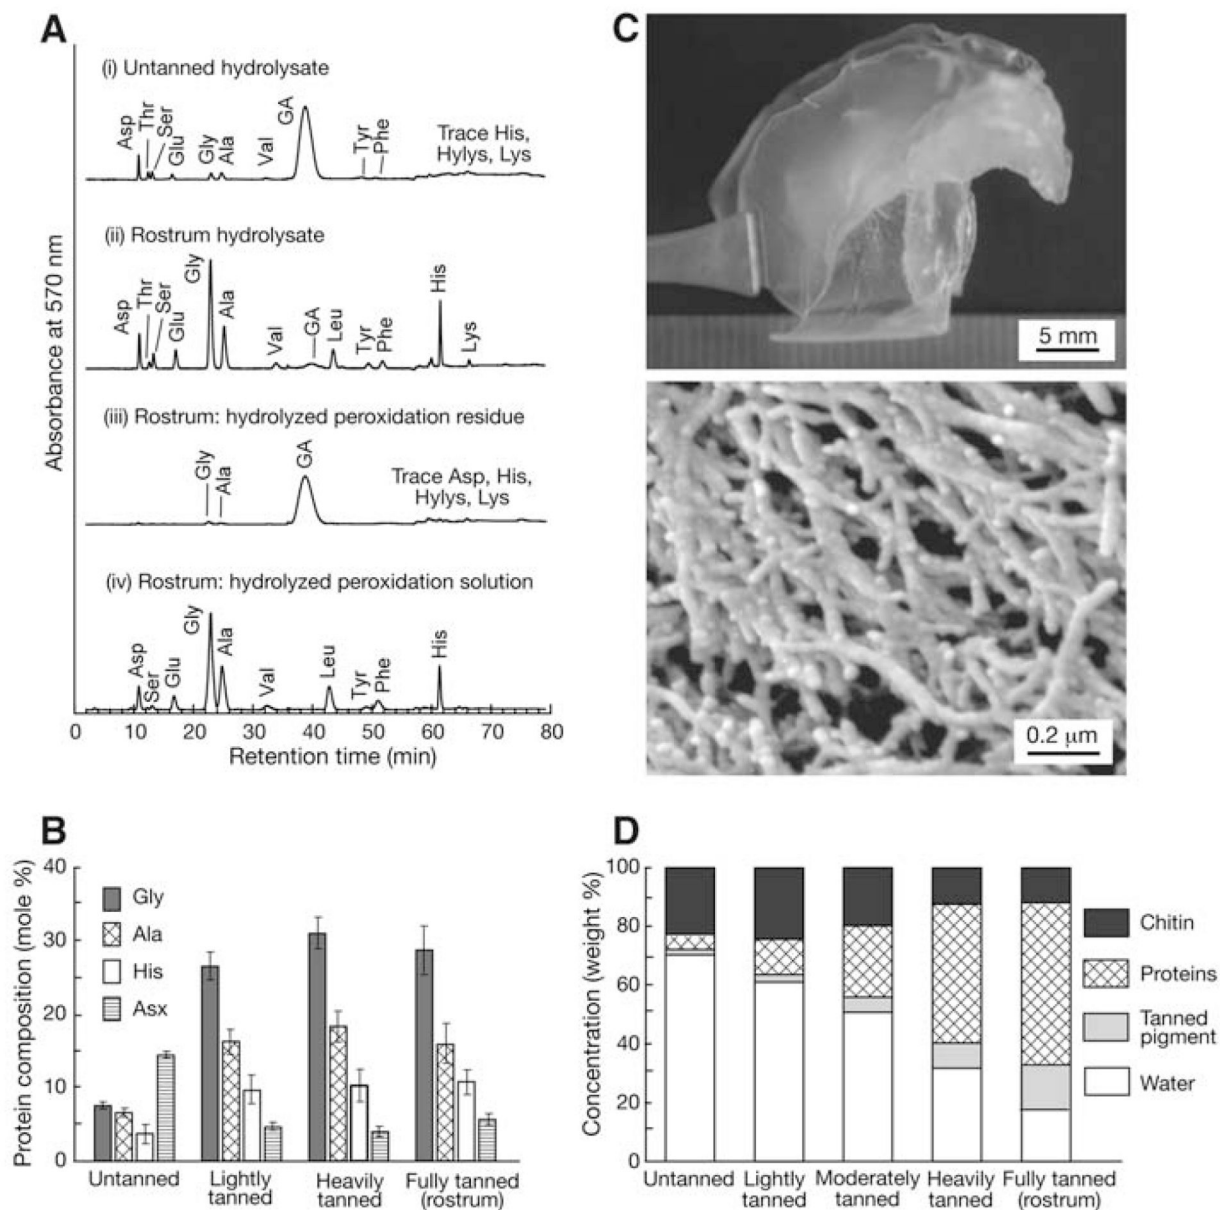 A
(i) Untanned hydrolysate
Asp
Thr
Ser
Glu
Gly
Ala
Val
GA
Tyr
Phe
Trace His,
Hylys, Lys
(ii) Rostrum hydrolysate
Asp
Thr
Ser
Glu
Gly
Ala
Val
GA
Leu
Tyr
Phe
His
Lys
(iii) Rostrum: hydrolyzed peroxidation residue
Gly
Ala
GA
Trace Asp, His,
Hylys, Lys
(iv) Rostrum: hydrolyzed peroxidation solution
Asp
Ser
Glu
Gly
Ala
Val
Leu
Tyr
Phe
His
Absorbance at 570 nm
0 10 20 30 40 50 60 70 80
Retention time (min)
C
5 mm
0.2 µm
B
Protein composition (mole %)
40
30
20
10
0
Gly
Ala
His
Asx
Untanned
Lightly
tanned
Heavily
tanned
Fully tanned
(rostrum)
D
Concentration (weight %)
100
80
60
40
20
0
Chitin
Proteins
Tanned
pigment
Water
Untanned
Lightly
tanned
Moderately
tanned
Heavily
tanned
Fully tanned
(rostrum)